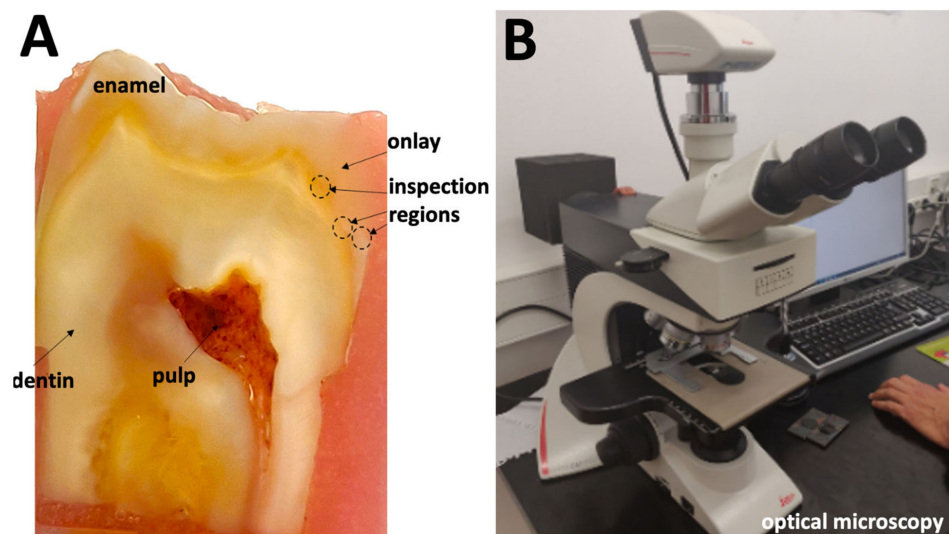 A
enamel
onlay
inspection
regions
dentin
pulp
B
optical microscopy